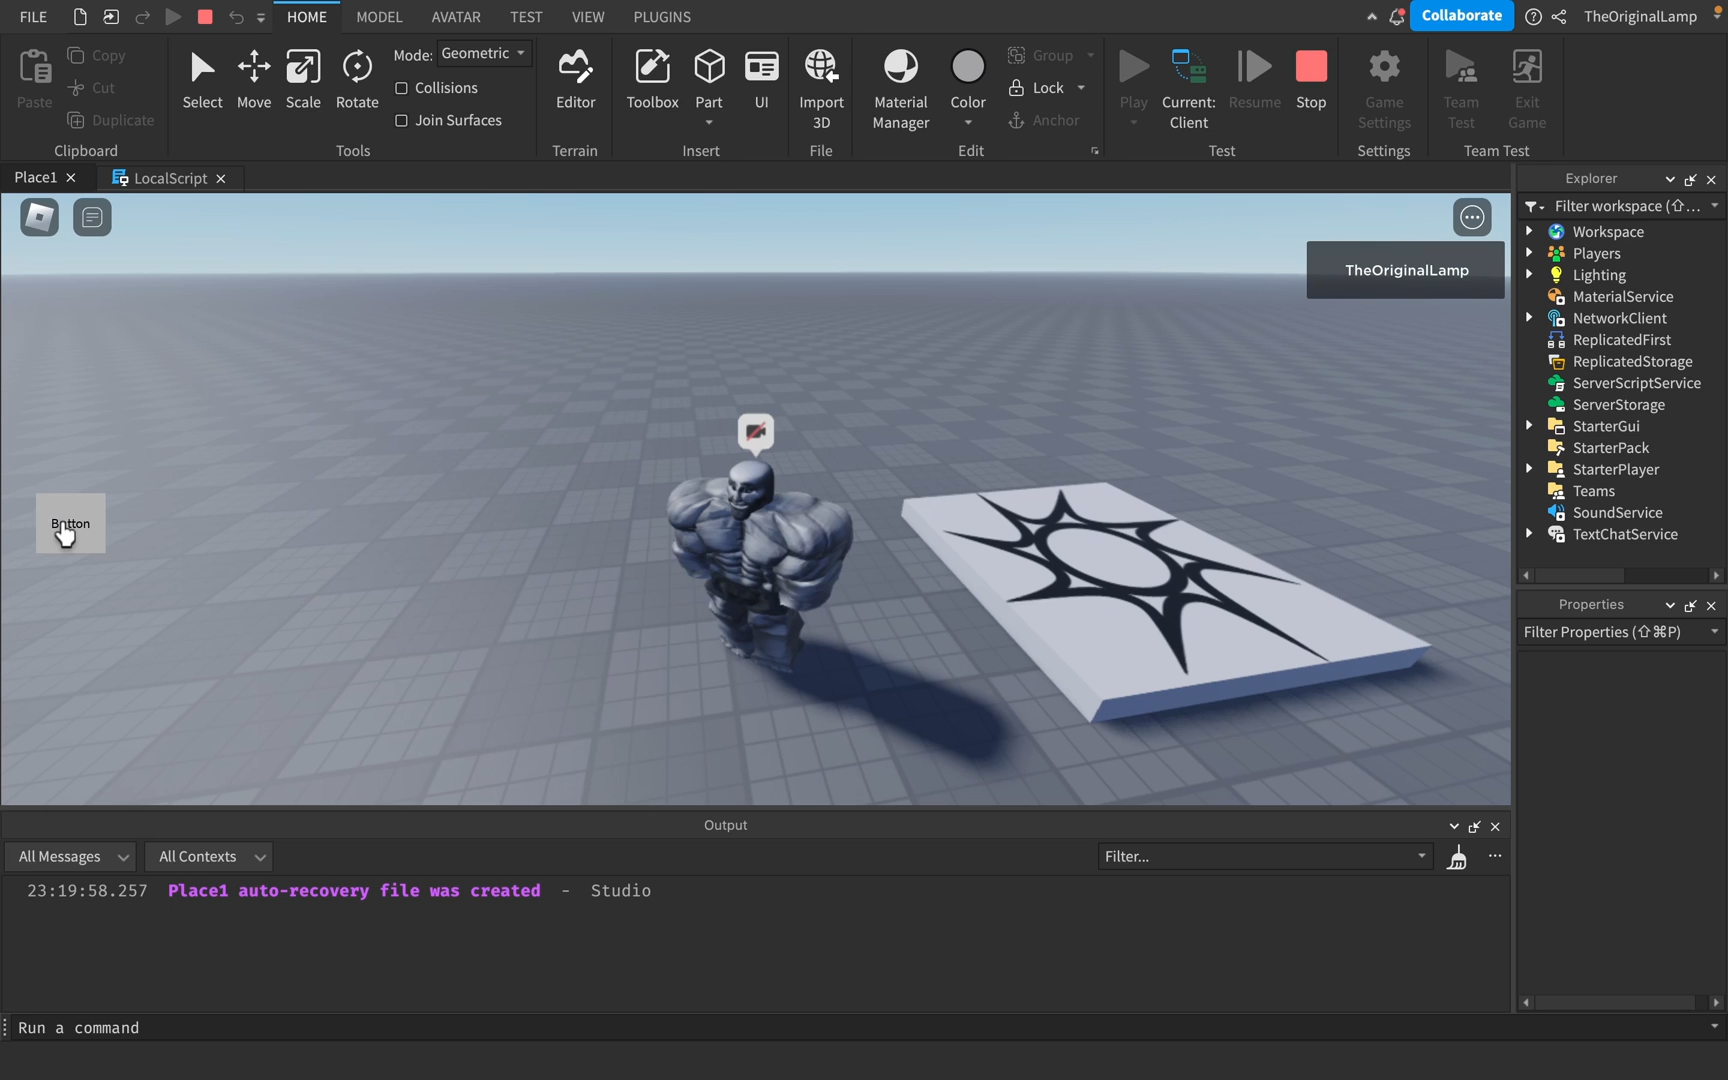 FILE HOME MODEL AVATAR TEST VIEW PLUGINS Collaborate TheOriginalLamp
Paste Copy Cut Duplicate
Clipboard
Select Move Scale Rotate
Mode: Geometric
Collisions
Join Surfaces
Tools
Editor
Terrain
Toolbox Part UI
Insert
Import 3D
File
Material Manager Color
Group
Lock
Anchor
Edit
Play Current: Client Resume Stop
Test
Game Settings
Settings
Team Test Exit Game
Team Test
Place1 LocalScript
TheOriginalLamp
Button
Explorer
Filter workspace (⇧...
Workspace
Players
Lighting
MaterialService
NetworkClient
ReplicatedFirst
ReplicatedStorage
ServerScriptService
ServerStorage
StarterGui
StarterPack
StarterPlayer
Teams
SoundService
TextChatService
Properties
Filter Properties (⇧⌘P)
Output
All Messages All Contexts Filter...
23:19:58.257 Place1 auto-recovery file was created - Studio
Run a command